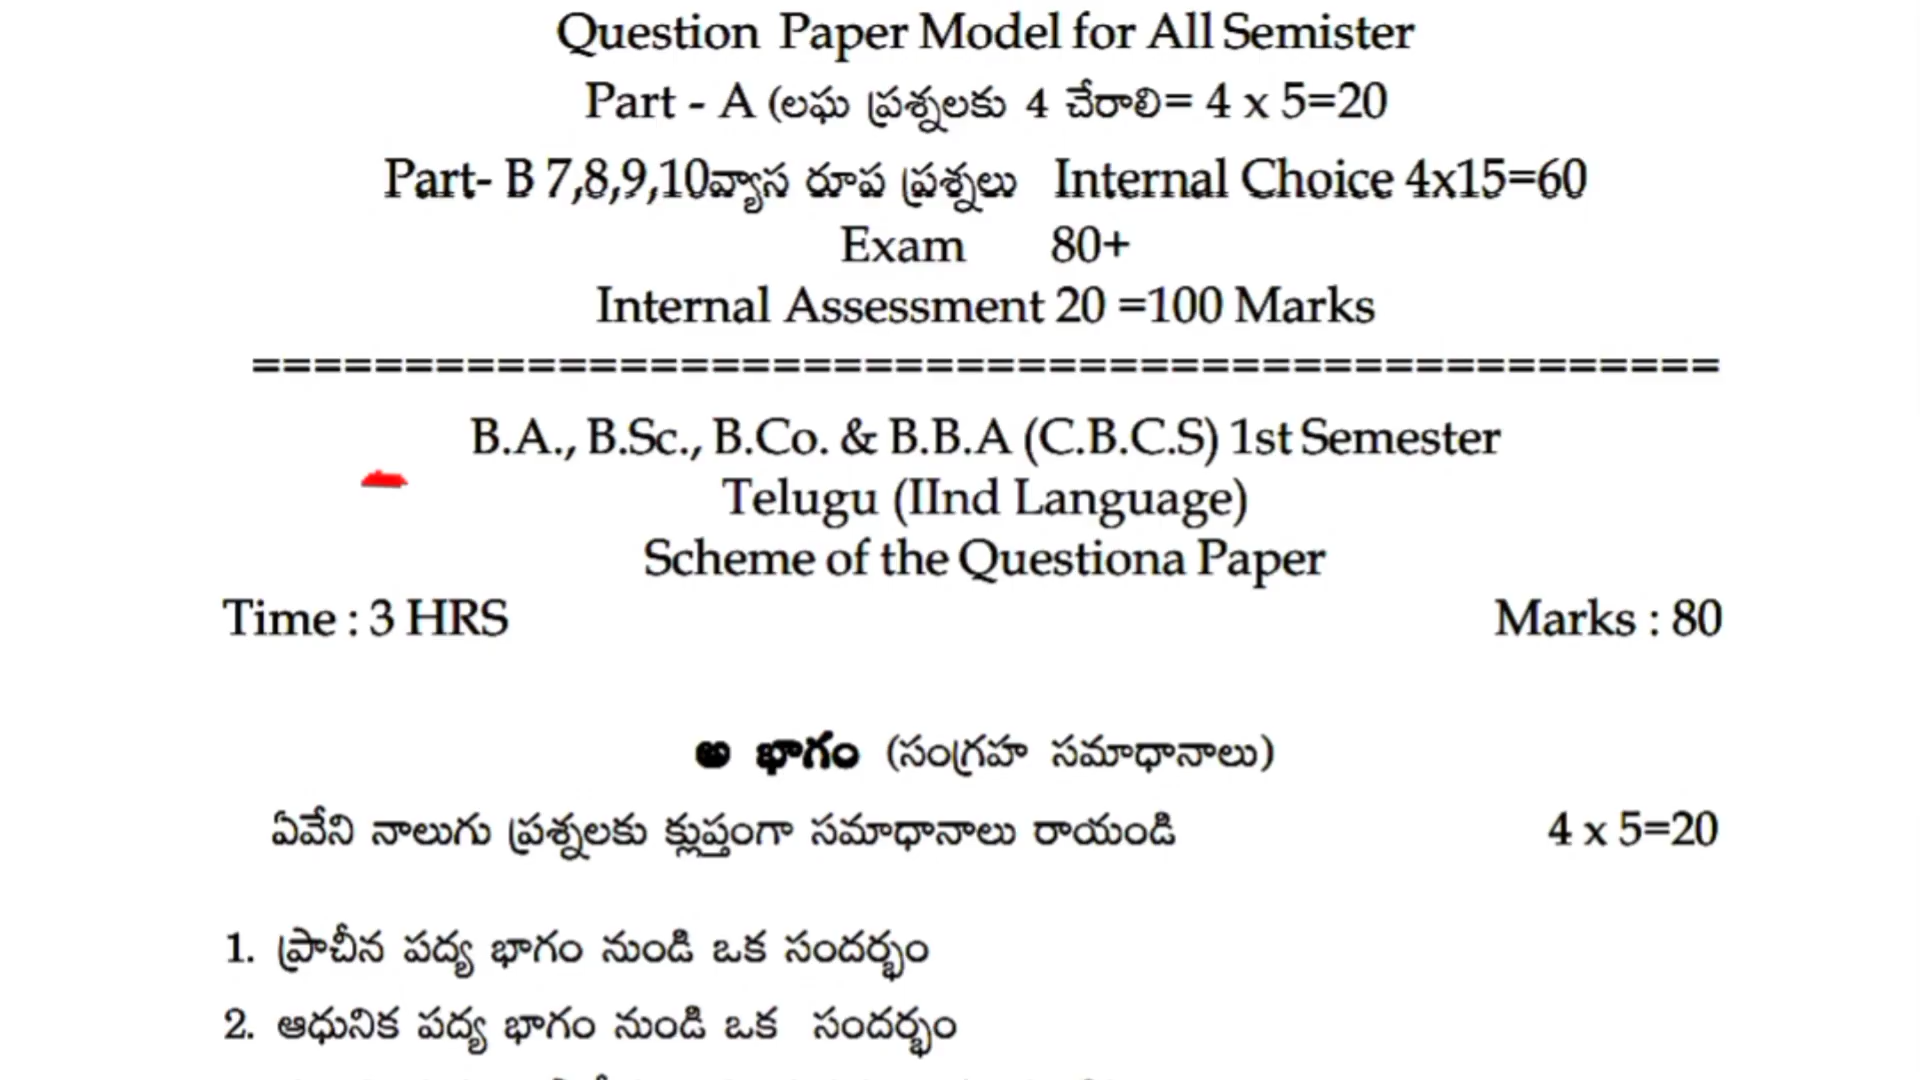 Question Paper Model for All Semister
Part - A (లఘు ప్రశ్నలకు 4 చేరాలి= 4 x 5=20
Part- B 7,8,9,10వ్యాస రూప ప్రశ్నలు Internal Choice 4x15=60
Exam 80+
Internal Assessment 20 =100 Marks
================================================
B.A., B.Sc., B.Co. & B.B.A (C.B.C.S) 1st Semester
Telugu (IInd Language)
Scheme of the Questiona Paper
Time : 3 HRS Marks : 80
అ భాగం (సంగ్రహ సమాధానాలు)
ఏవేని నాలుగు ప్రశ్నలకు క్లుప్తంగా సమాధానాలు రాయండి 4 x 5=20
1. ప్రాచీన పద్య భాగం నుండి ఒక సందర్భం
2. ఆధునిక పద్య భాగం నుండి ఒక సందర్భం